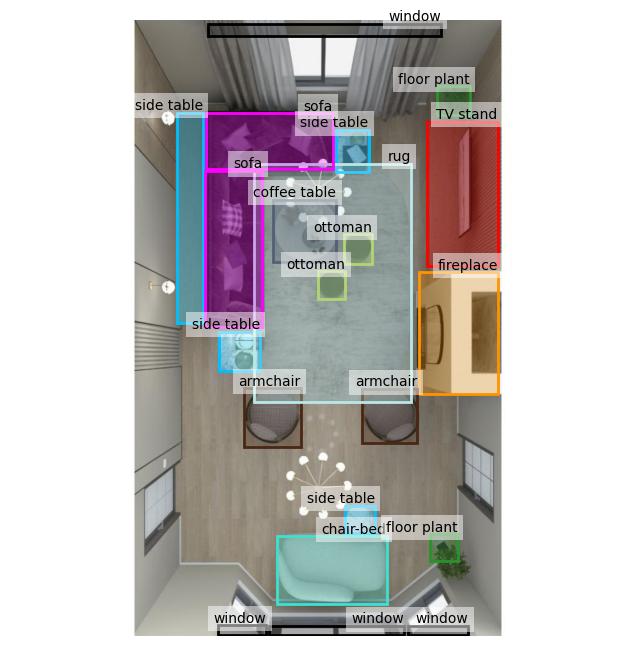 window
floor plant
side table
sofa
TV stand
side table
rug
sofa
coffee table
ottoman
ottoman
fireplace
side table
armchair
armchair
side table
chair-bed
floor plant
window
window
window